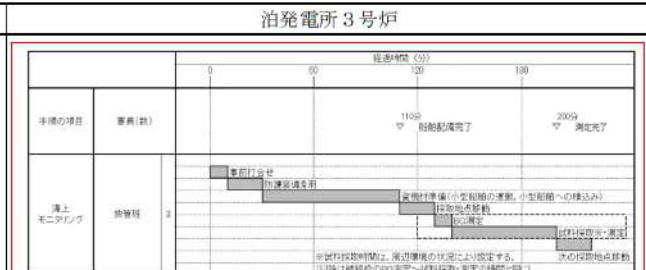 泊発電所３号炉
経過時間（分）
0 60 120 180
手順の項目 要員(数)
110分 200分
▽ 船舶配備完了 ▽ 測定完了
事前打合せ
防護装備着用
資機材準備(小型船舶の運搬、小型船舶への積込み)
海上
モニタリング
放管班
採取地点移動
BG測定
試料採取※・測定
※試料採取時間は、周辺環境の状況により設定する。 次の採取地点移動